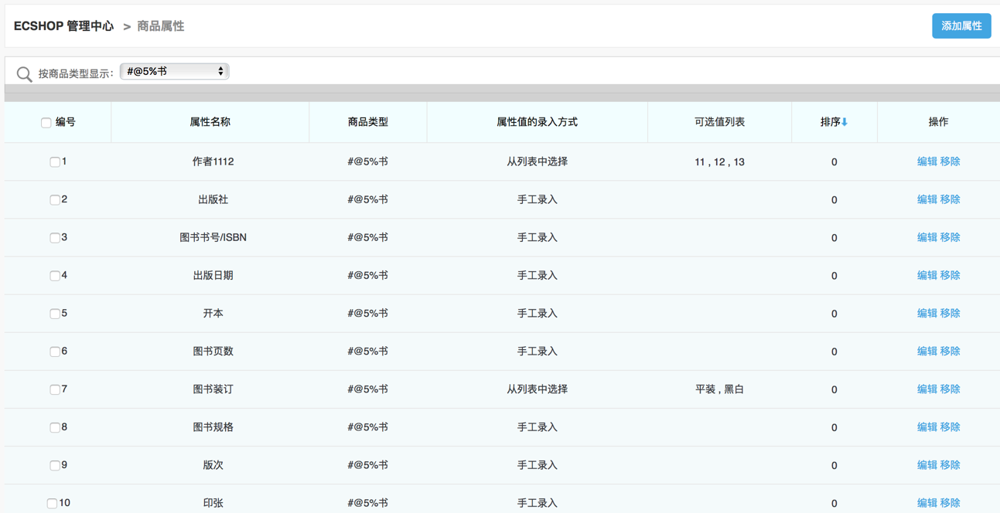 ECSHOP 管理中心 > 商品属性
添加属性
按商品类型显示: #@5%书
编号 属性名称 商品类型 属性值的录入方式 可选值列表 排序 操作
1 作者1112 #@5%书 从列表中选择 11 , 12 , 13 0 编辑 移除
2 出版社 #@5%书 手工录入 0 编辑 移除
3 图书书号/ISBN #@5%书 手工录入 0 编辑 移除
4 出版日期 #@5%书 手工录入 0 编辑 移除
5 开本 #@5%书 手工录入 0 编辑 移除
6 图书页数 #@5%书 手工录入 0 编辑 移除
7 图书装订 #@5%书 从列表中选择 平装 , 黑白 0 编辑 移除
8 图书规格 #@5%书 手工录入 0 编辑 移除
9 版次 #@5%书 手工录入 0 编辑 移除
10 印张 #@5%书 手工录入 0 编辑 移除